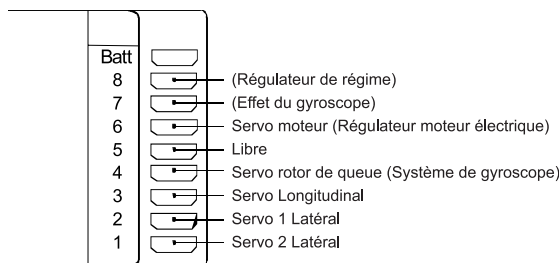 Batt
8 (Régulateur de régime)
7 (Effet du gyroscope)
6 Servo moteur (Régulateur moteur électrique)
5 Libre
4 Servo rotor de queue (Système de gyroscope)
3 Servo Longitudinal
2 Servo 1 Latéral
1 Servo 2 Latéral